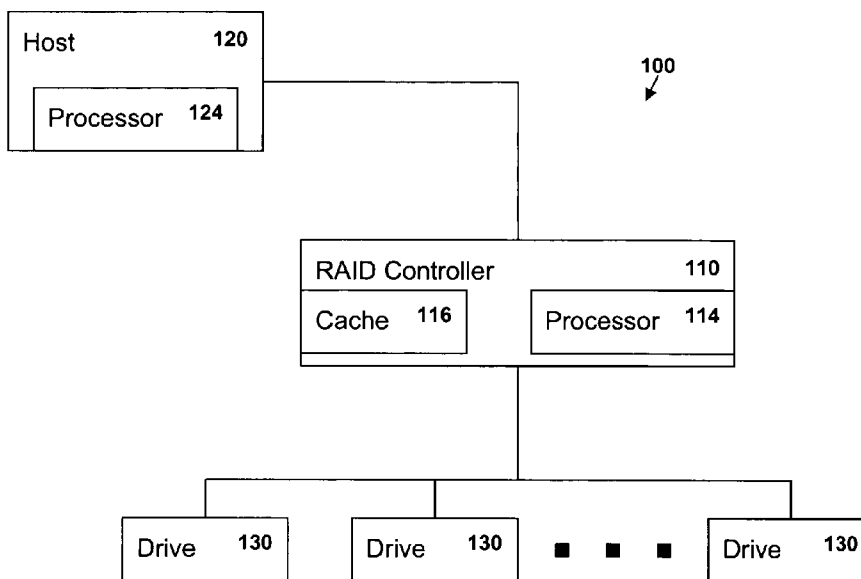 Host 120
Processor 124
100
RAID Controller 110
Cache 116
Processor 114
Drive 130
Drive 130
Drive 130